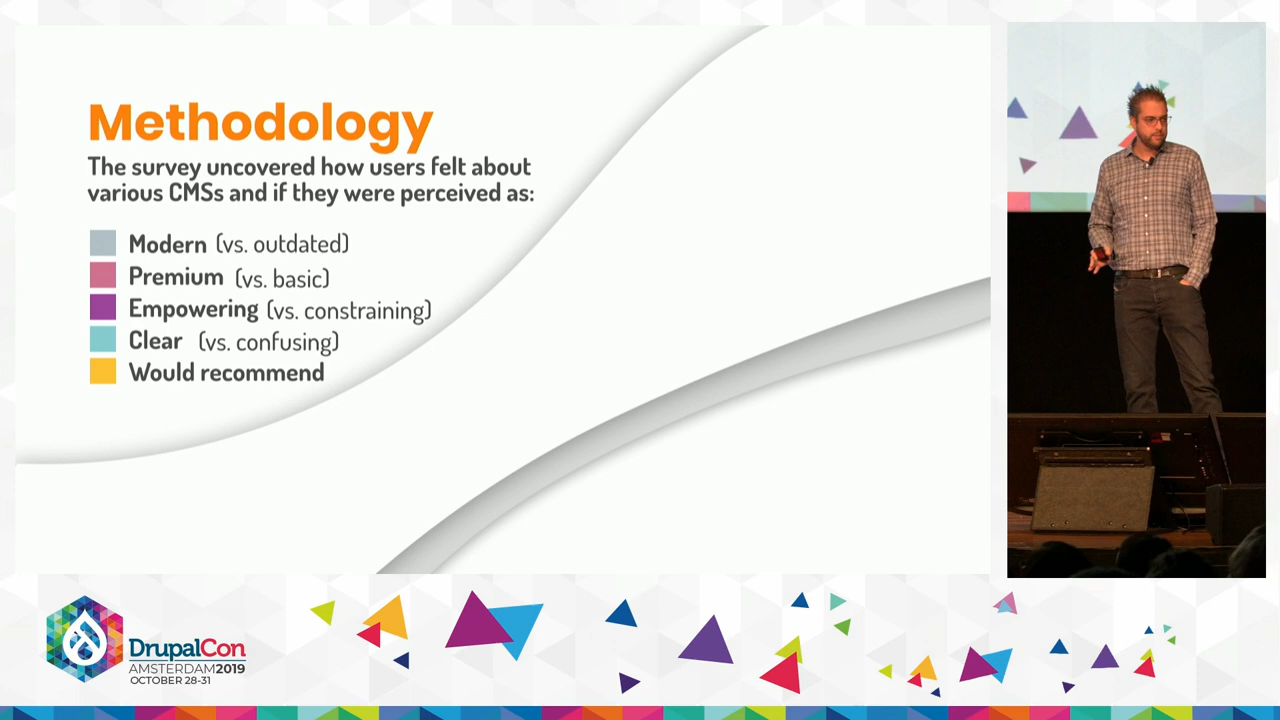 Methodology
The survey uncovered how users felt about
various CMSs and if they were perceived as:
Modern (vs. outdated)
Premium (vs. basic)
Empowering (vs. constraining)
Clear (vs. confusing)
Would recommend
DrupalCon
AMSTERDAM2019
OCTOBER 28-31